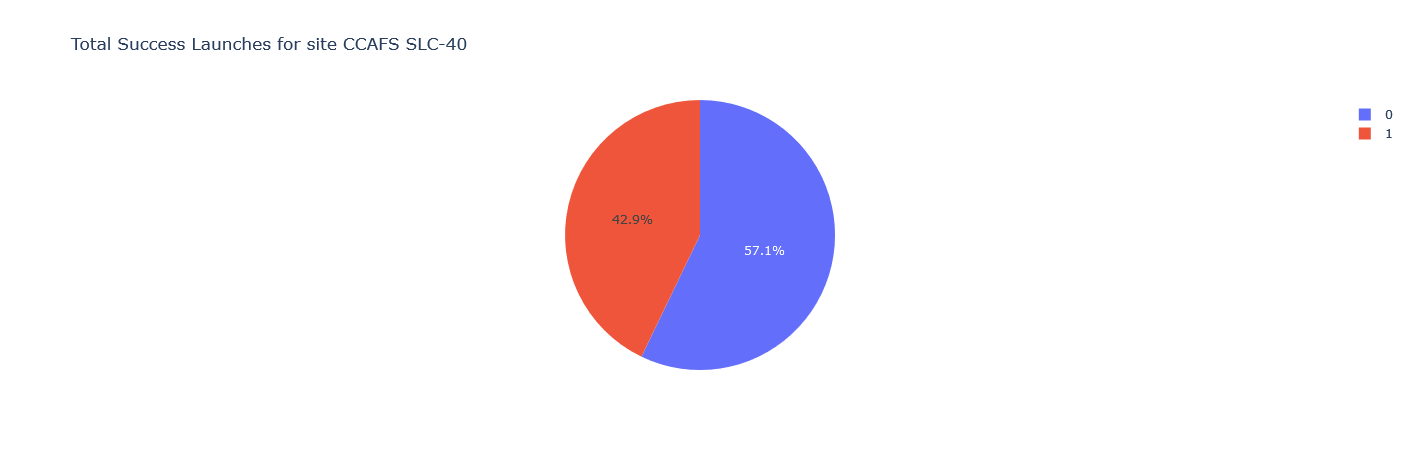 Total Success Launches for site CCAFS SLC-40
0
1
42.9%
57.1%